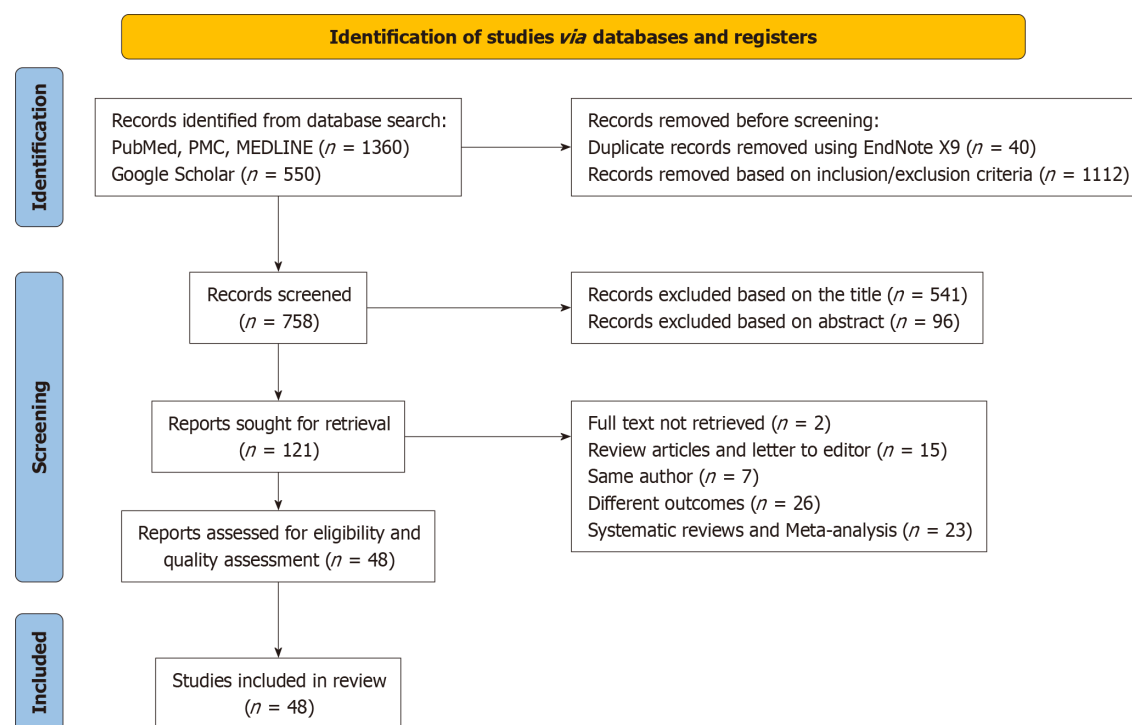 Identification of studies via databases and registers
Identification
Records identified from database search:
PubMed, PMC, MEDLINE (n = 1360)
Google Scholar (n = 550)
Records removed before screening:
Duplicate records removed using EndNote X9 (n = 40)
Records removed based on inclusion/exclusion criteria (n = 1112)
Screening
Records screened
(n = 758)
Records excluded based on the title (n = 541)
Records excluded based on abstract (n = 96)
Reports sought for retrieval
(n = 121)
Full text not retrieved (n = 2)
Review articles and letter to editor (n = 15)
Same author (n = 7)
Different outcomes (n = 26)
Systematic reviews and Meta-analysis (n = 23)
Reports assessed for eligibility and
quality assessment (n = 48)
Included
Studies included in review
(n = 48)